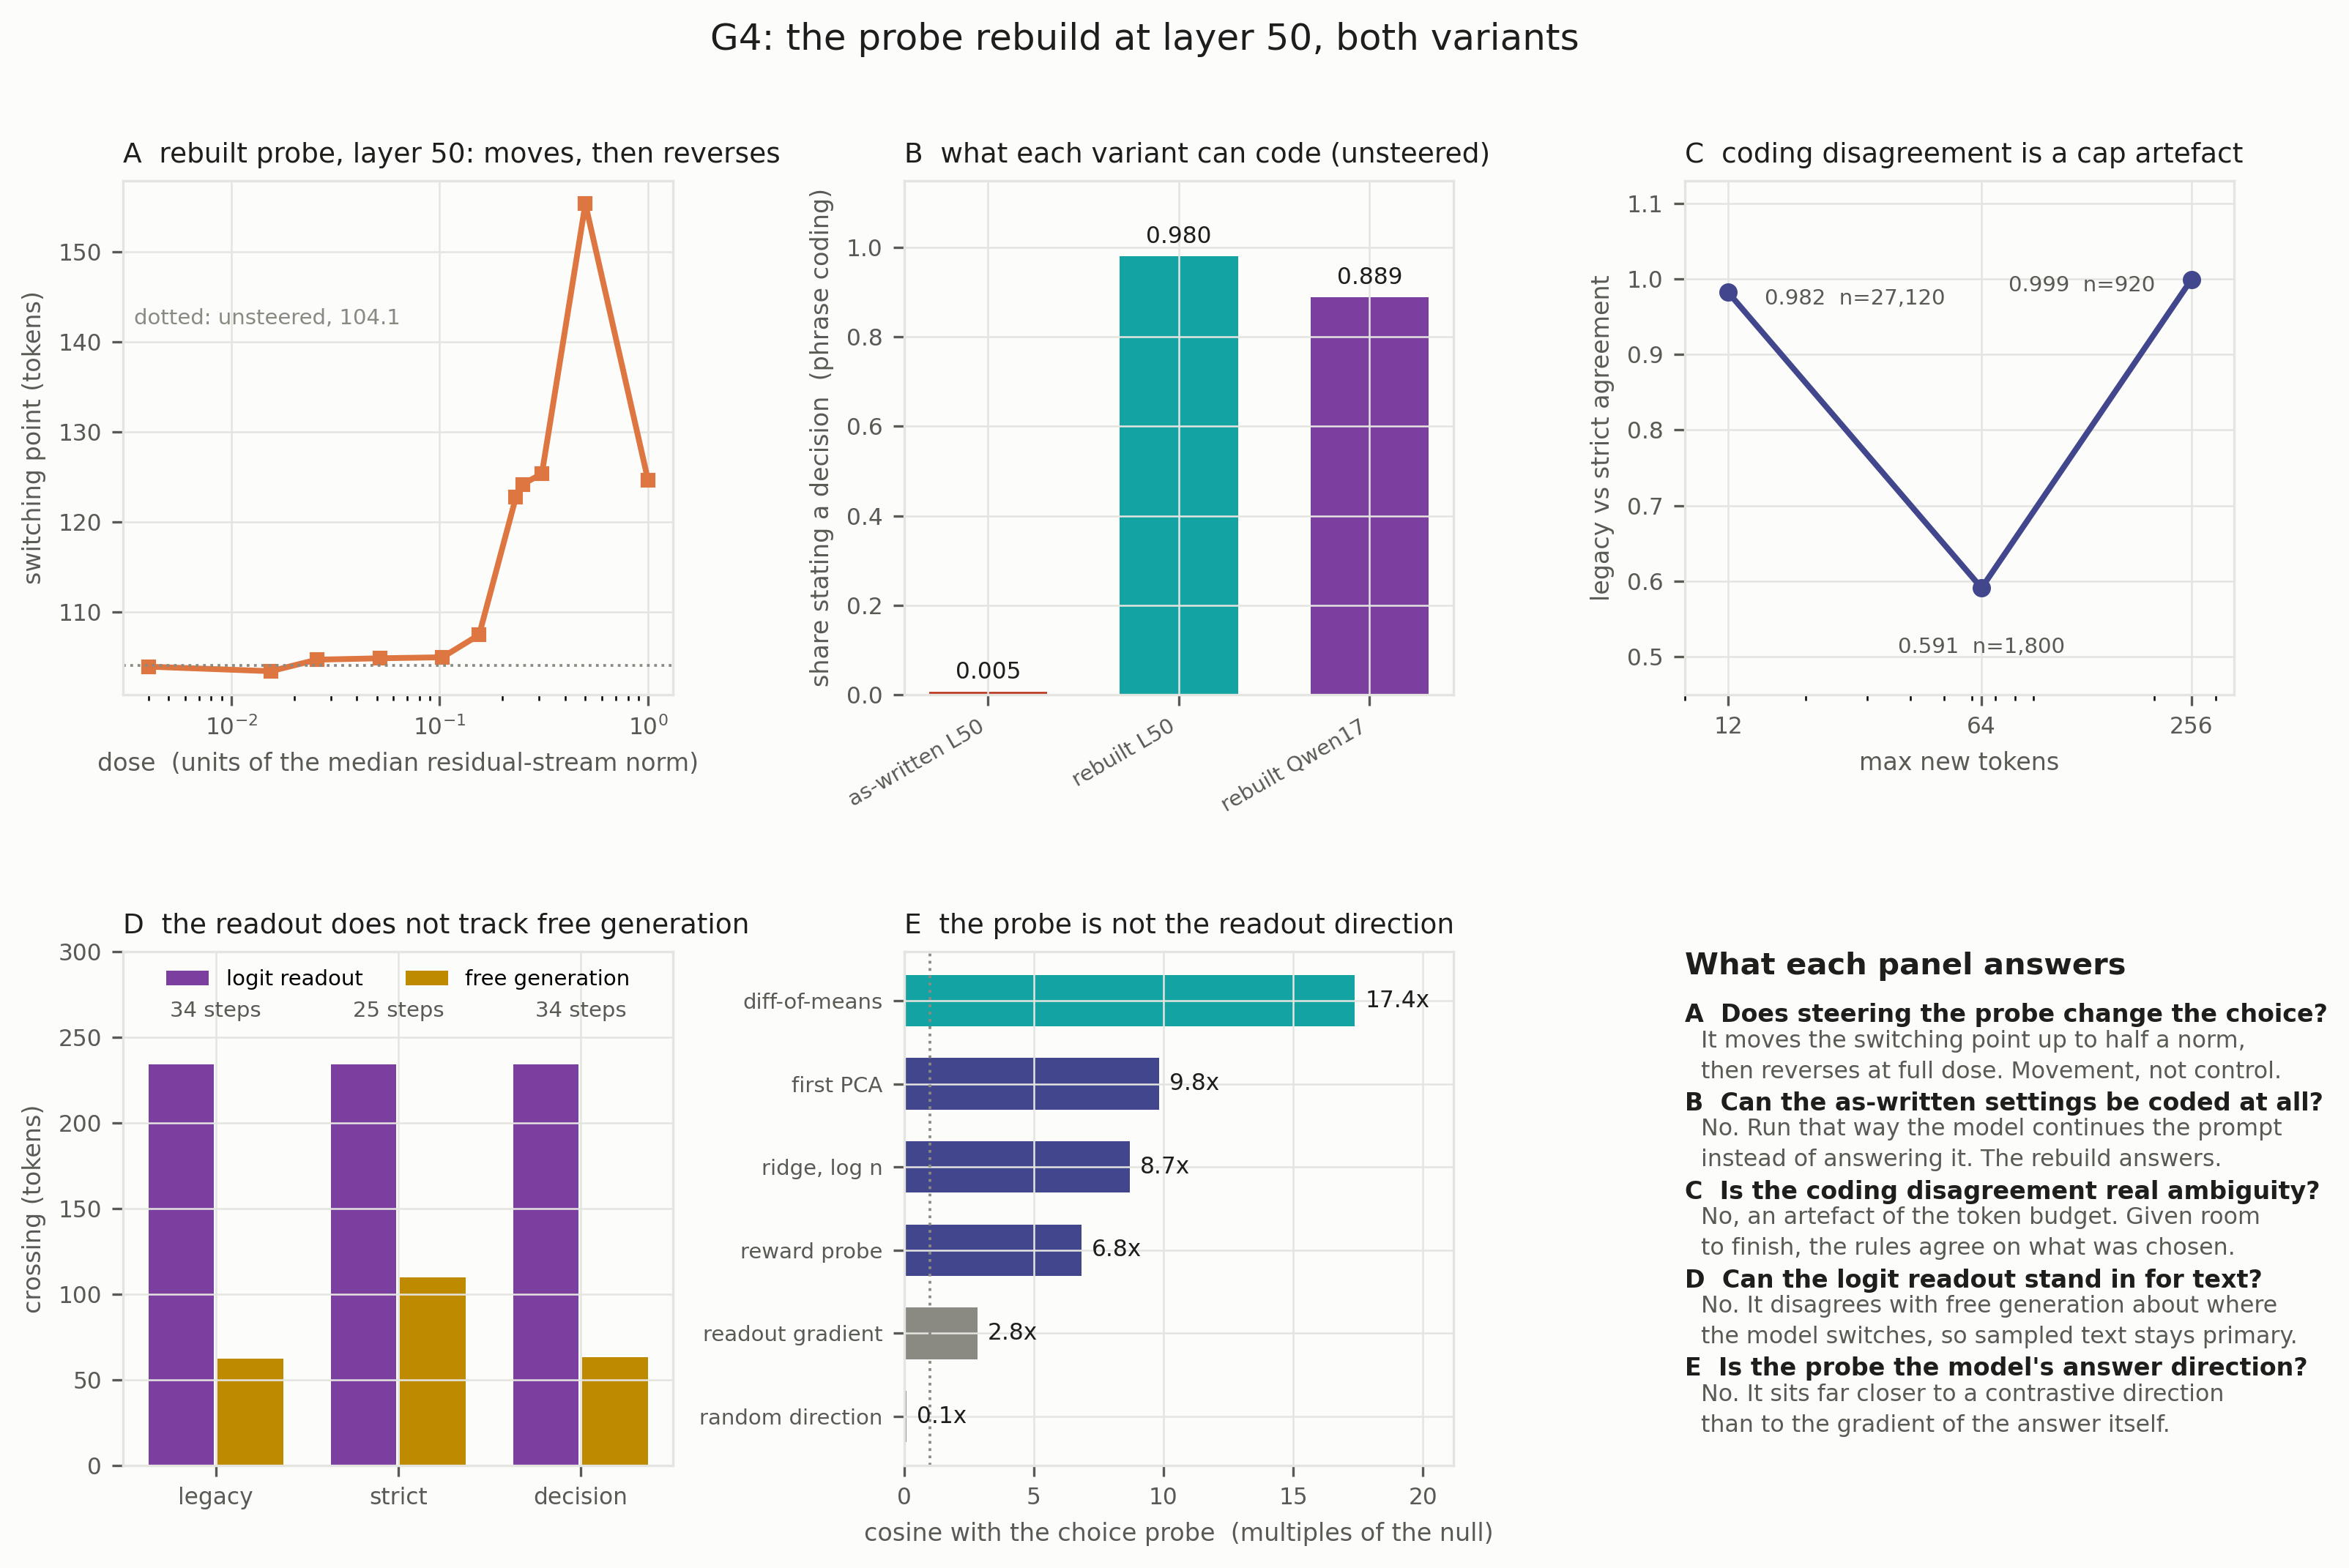 G4: the probe rebuild at layer 50, both variants
A  rebuilt probe, layer 50: moves, then reverses
switching point (tokens)
150
140
130
120
110
dotted: unsteered, 104.1
10⁻²
10⁻¹
10⁰
dose  (units of the median residual-stream norm)
B  what each variant can code (unsteered)
share stating a decision  (phrase coding)
1.0
0.8
0.6
0.4
0.2
0.0
0.005
0.980
0.889
as-written L50
rebuilt L50
rebuilt Qwen17
C  coding disagreement is a cap artefact
legacy vs strict agreement
1.1
1.0
0.9
0.8
0.7
0.6
0.5
0.982  n=27,120
0.999  n=920
0.591  n=1,800
12
64
256
max new tokens
D  the readout does not track free generation
crossing (tokens)
300
250
200
150
100
50
0
logit readout
free generation
34 steps
25 steps
34 steps
legacy
strict
decision
E  the probe is not the readout direction
diff-of-means
17.4x
first PCA
9.8x
ridge, log n
8.7x
reward probe
6.8x
readout gradient
2.8x
random direction
0.1x
0
5
10
15
20
cosine with the choice probe  (multiples of the null)
What each panel answers
A  Does steering the probe change the choice?
It moves the switching point up to half a norm,
then reverses at full dose. Movement, not control.
B  Can the as-written settings be coded at all?
No. Run that way the model continues the prompt
instead of answering it. The rebuild answers.
C  Is the coding disagreement real ambiguity?
No, an artefact of the token budget. Given room
to finish, the rules agree on what was chosen.
D  Can the logit readout stand in for text?
No. It disagrees with free generation about where
the model switches, so sampled text stays primary.
E  Is the probe the model's answer direction?
No. It sits far closer to a contrastive direction
than to the gradient of the answer itself.